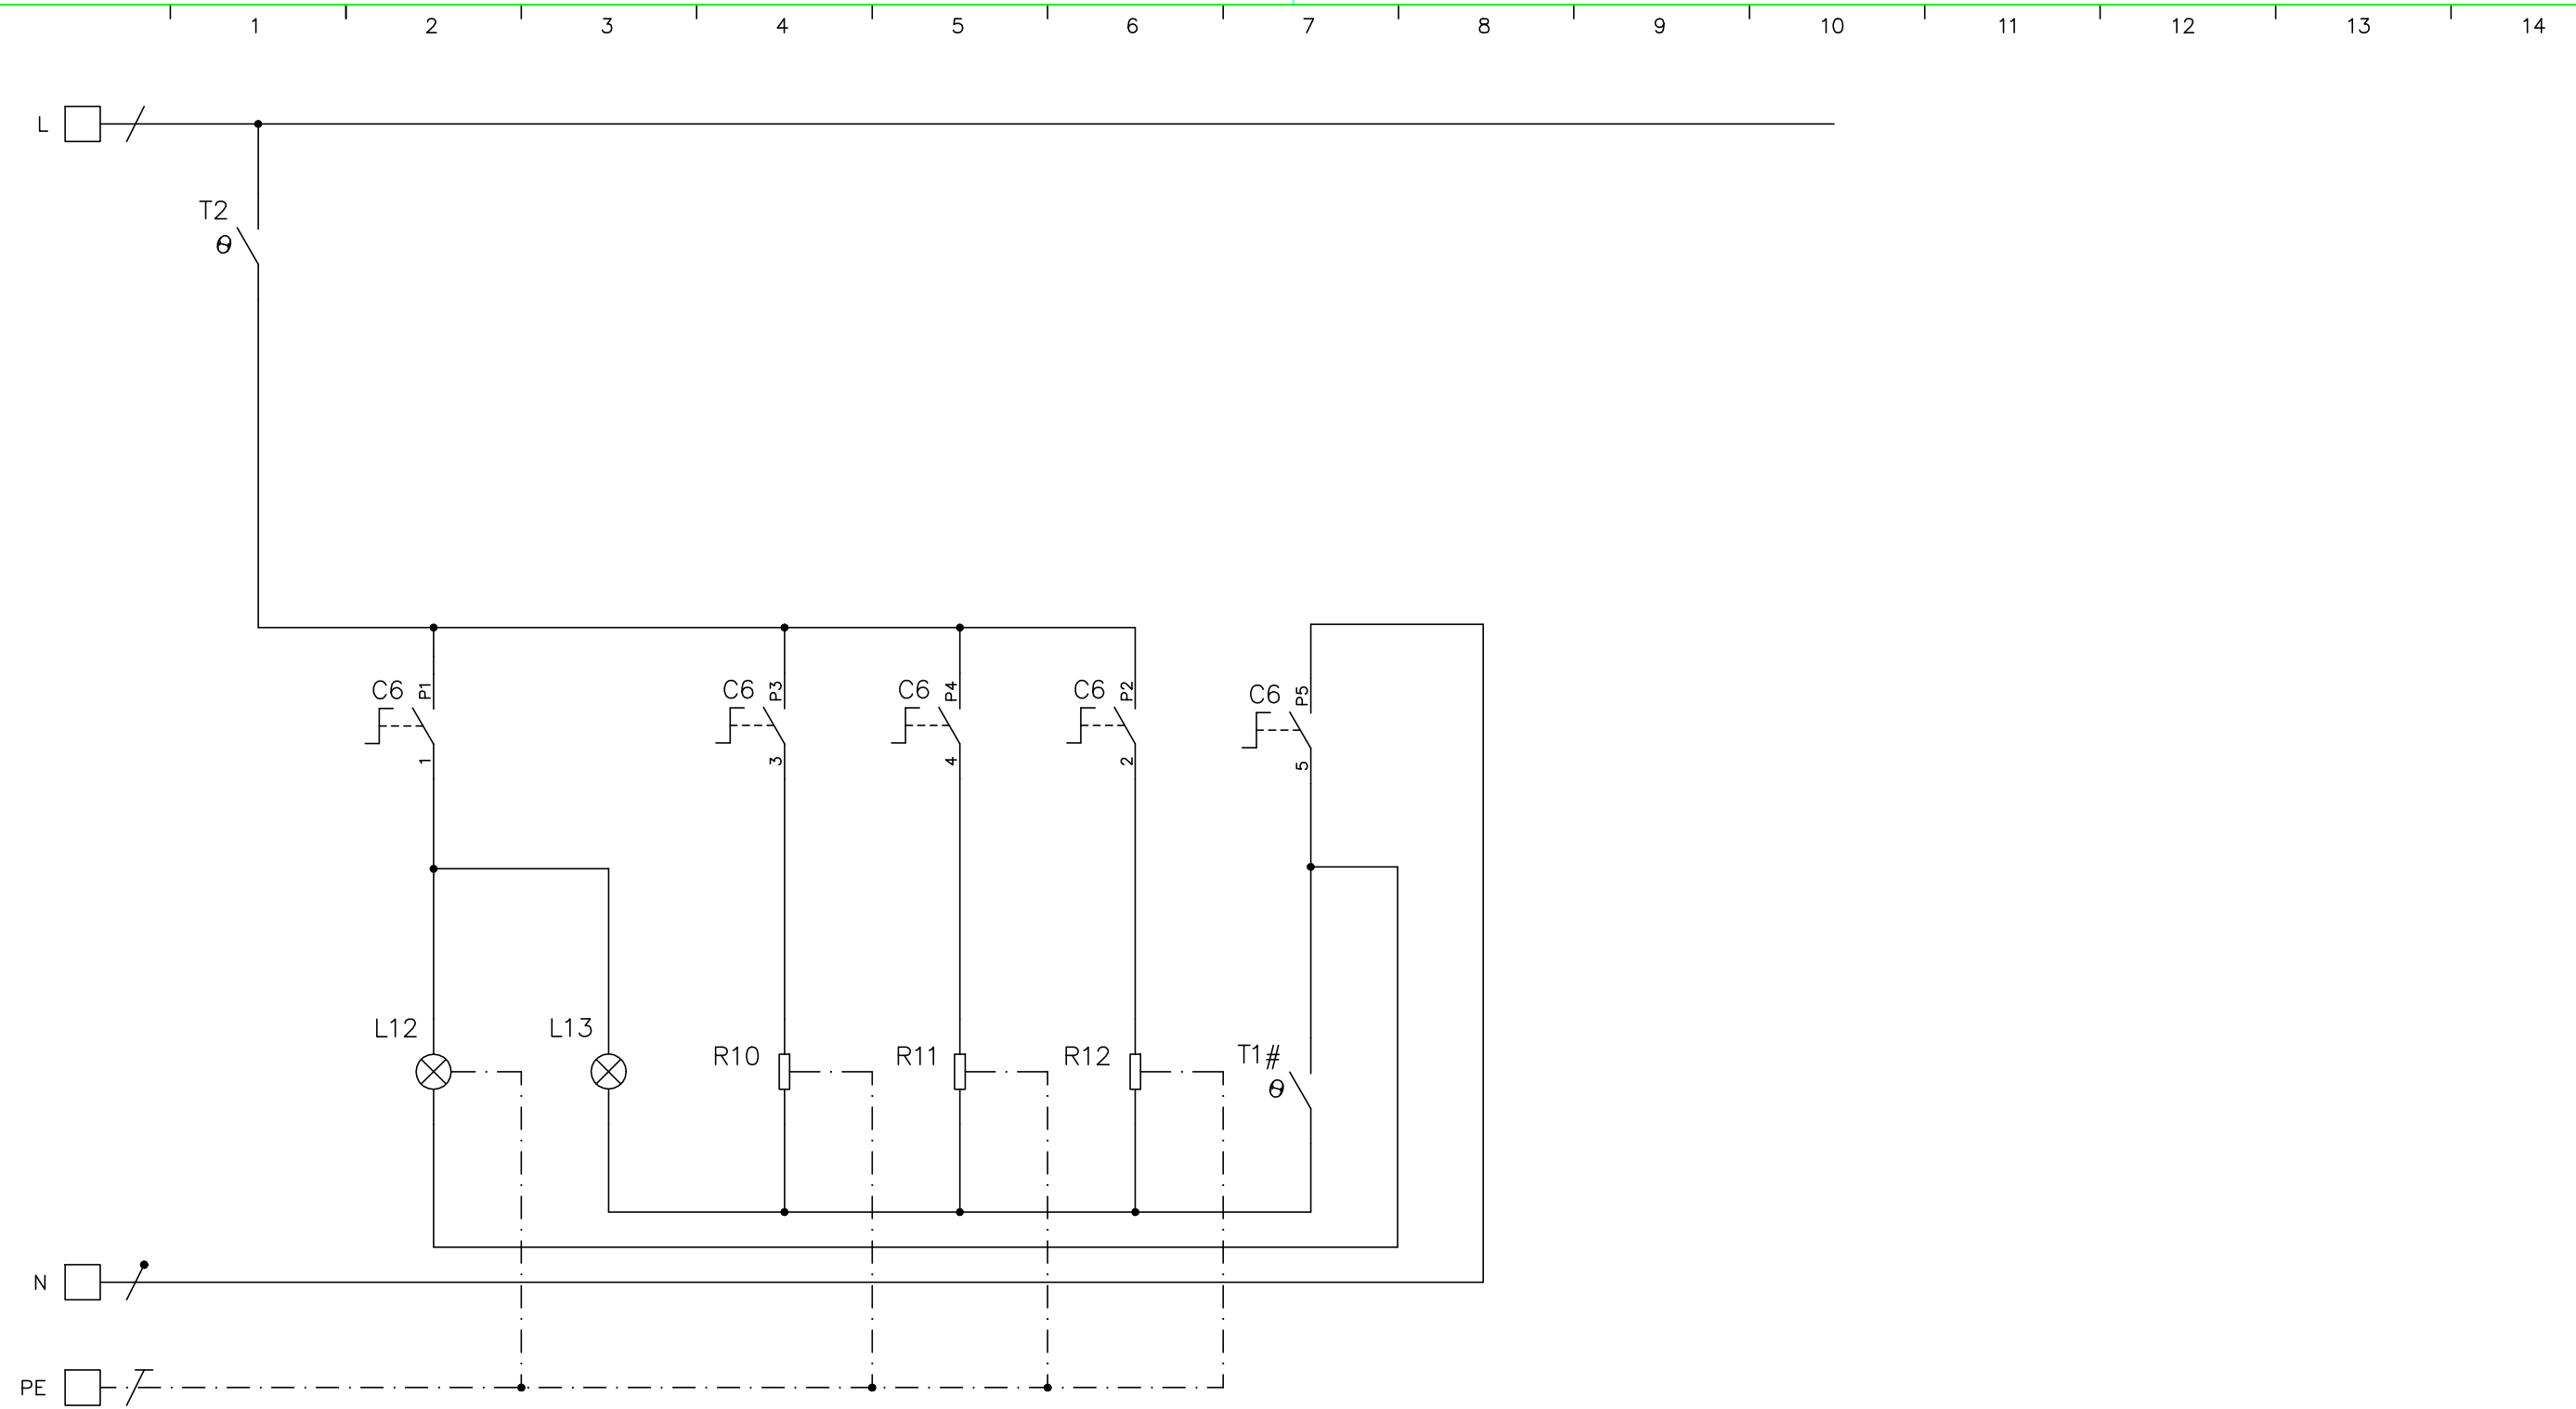 1 2 3 4 5 6 7 8 9 10 11 12 13 14
L
T2
θ
C6 P1 C6 P3 C6 P4 C6 P2 C6 P5
1 3 4 2 5
L12 L13 R10 R11 R12 T1#
θ
N
PE